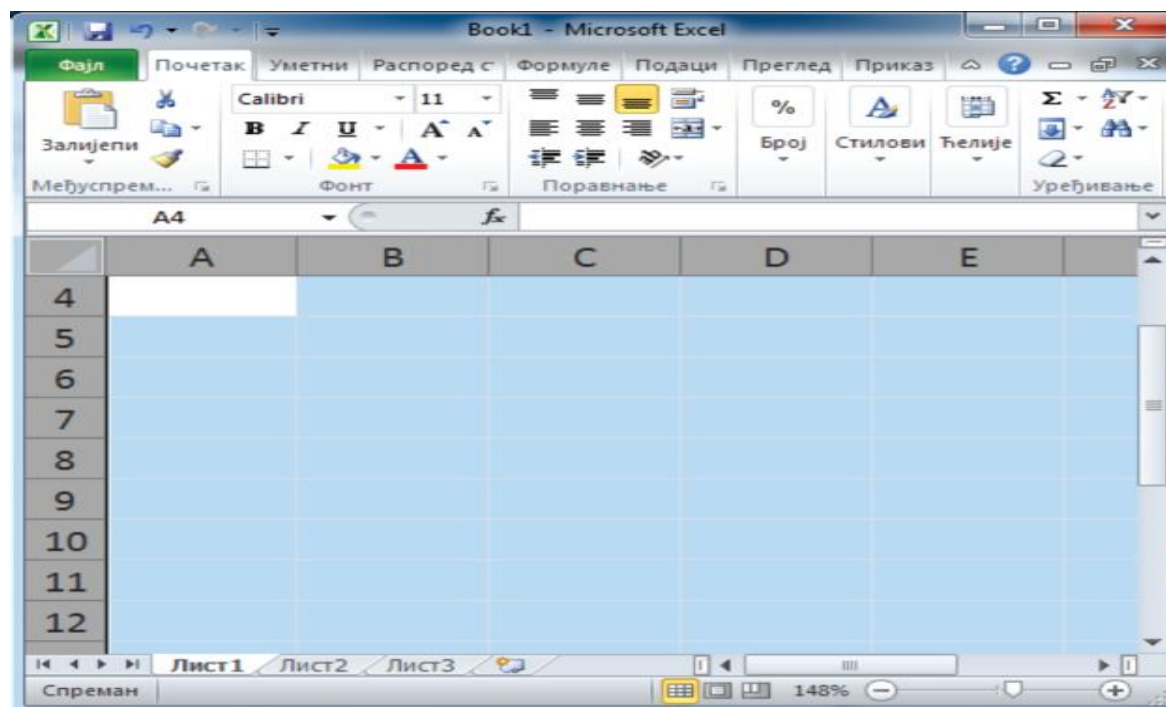 Book1 - Microsoft Excel
Фајл Почетак Уметни Распоред с Формуле Подаци Преглед Приказ
Calibri 11
% Број Стилови Ћелије
Залијепи
B I U A A
A
Међуспрем... Фонт Поравнање Уређивање
A4 fx
A B C D E
4
5
6
7
8
9
10
11
12
Лист1 Лист2 Лист3
Спреман 148%